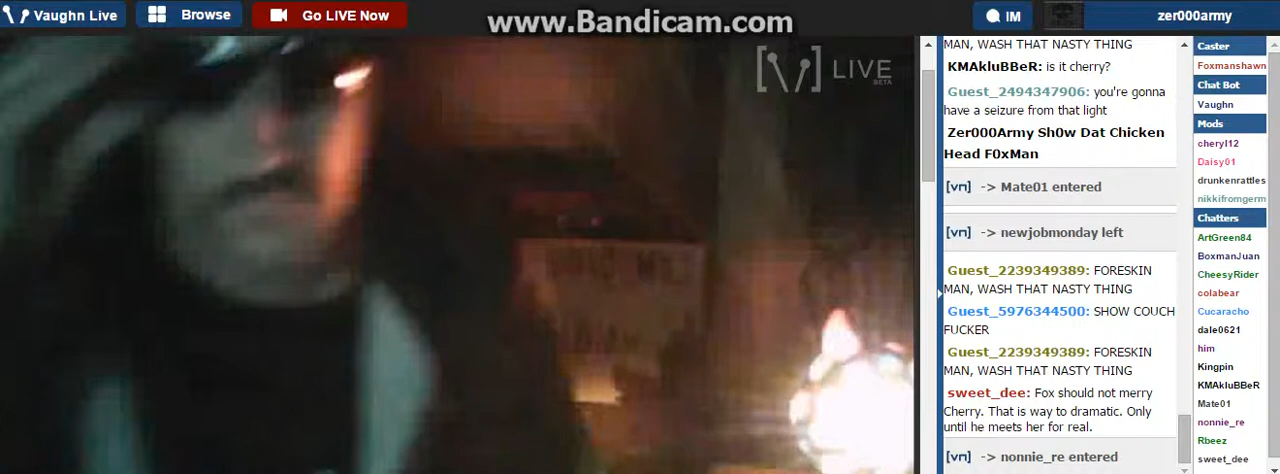 Vaughn Live
Browse
Go LIVE Now
www.Bandicam.com
IM
zer000army
LIVE
BETA
MAN, WASH THAT NASTY THING
KMAkluBBeR: is it cherry?
Guest_2494347906: you're gonna
have a seizure from that light
Zer000Army Sh0w Dat Chicken
Head F0xMan
[vn] -> Mate01 entered
[vn] -> newjobmonday left
Guest_2239349389: FORESKIN
MAN, WASH THAT NASTY THING
Guest_5976344500: SHOW COUCH
FUCKER
Guest_2239349389: FORESKIN
MAN, WASH THAT NASTY THING
sweet_dee: Fox should not merry
Cherry. That is way to dramatic. Only
until he meets her for real.
[vn] -> nonnie_re entered
Caster
Foxmanshawn
Chat Bot
Vaughn
Mods
cheryl12
Daisy01
drunkenrattles
nikkifromgerm
Chatters
ArtGreen84
BoxmanJuan
CheesyRider
colabear
Cucaracho
dale0621
him
Kingpin
KMAkluBBeR
Mate01
nonnie_re
Rbeez
sweet_dee